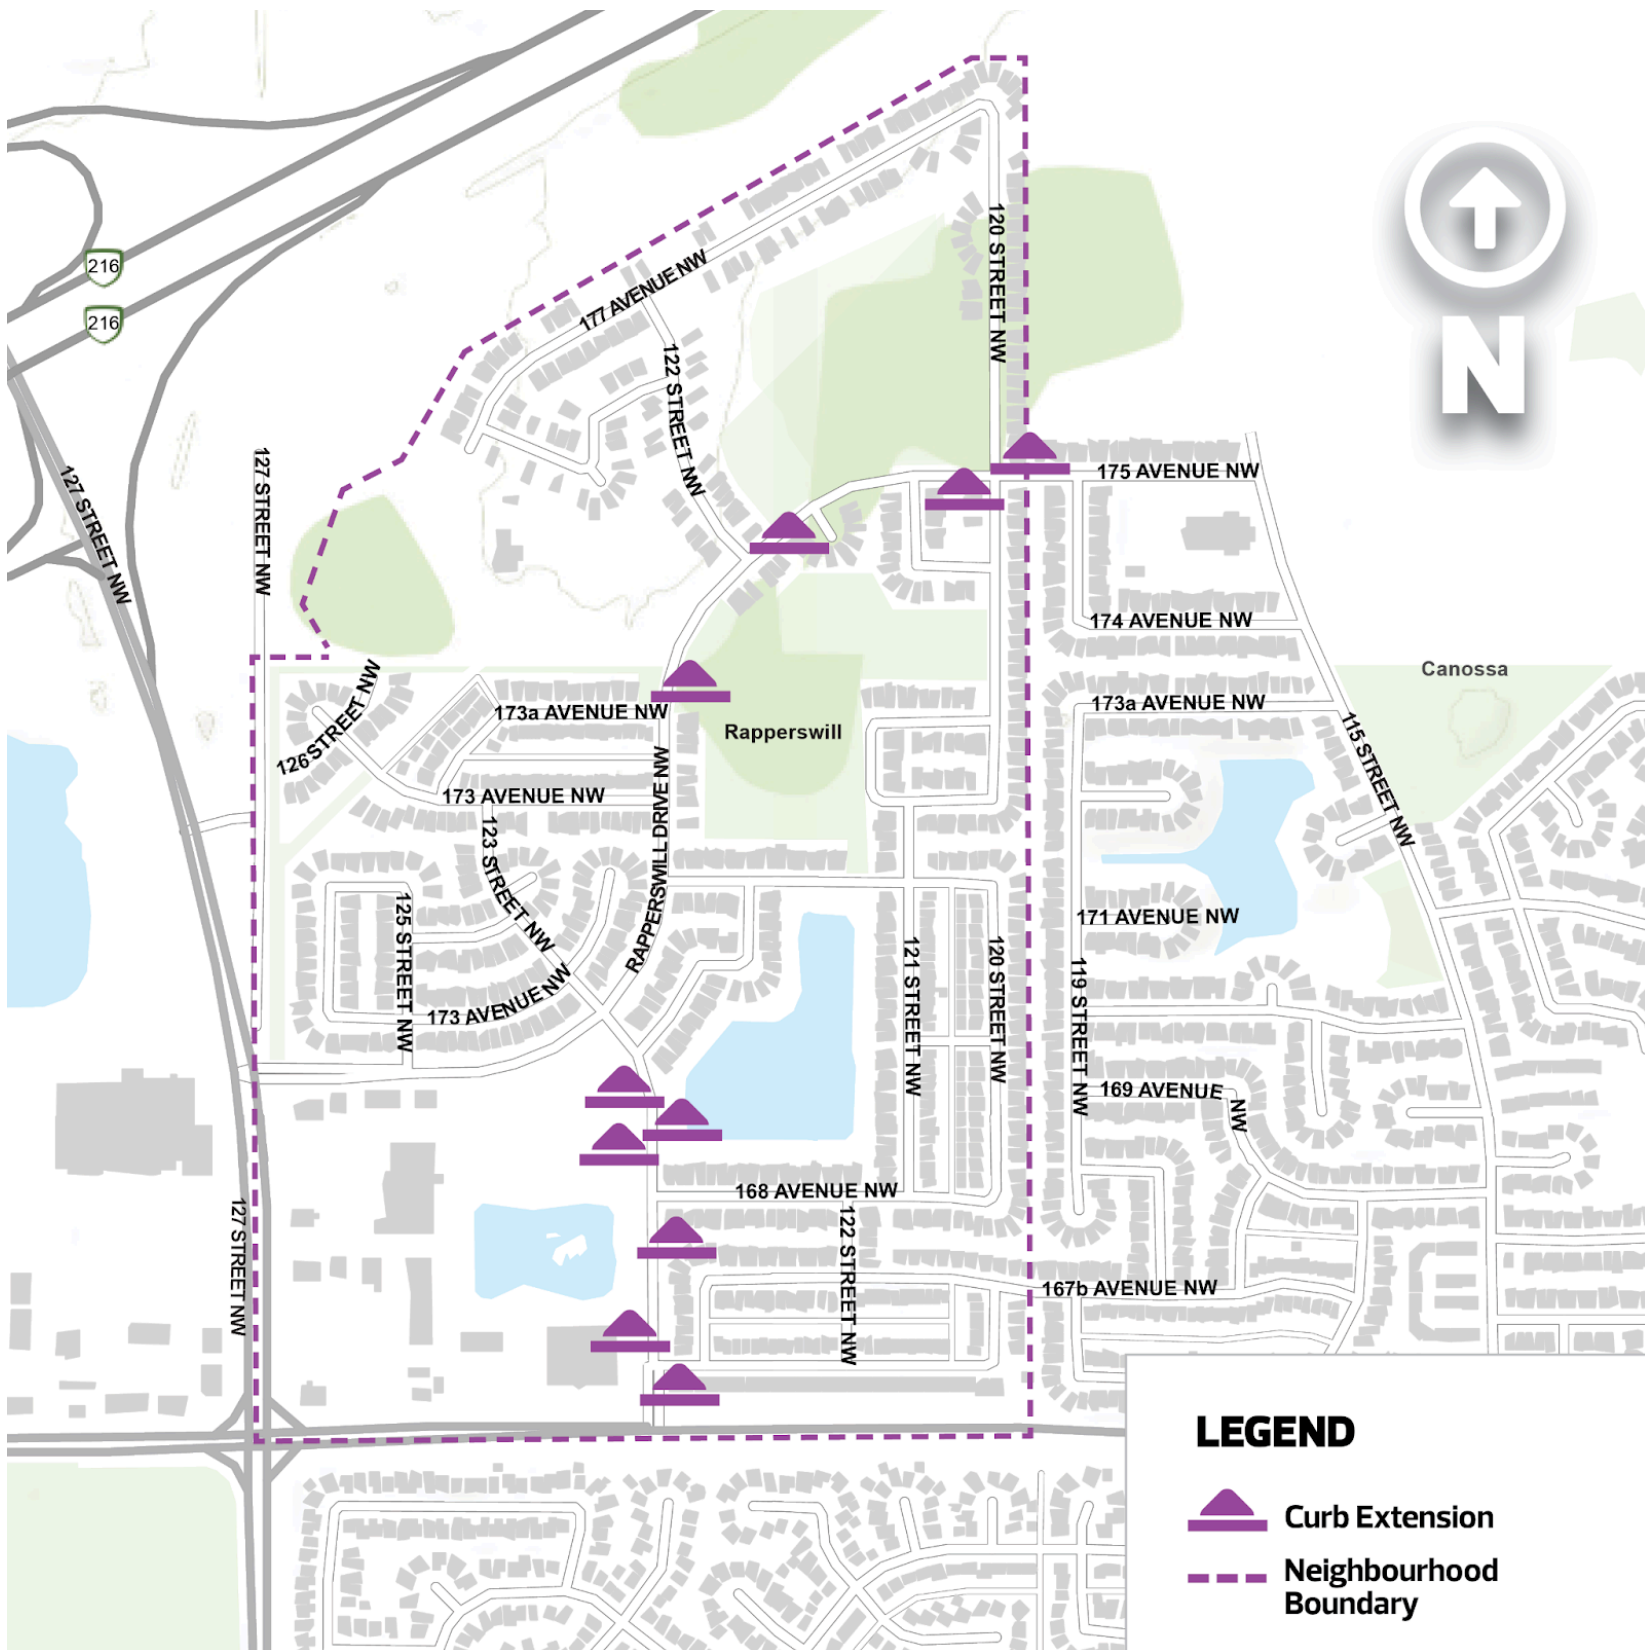 216
216
177 AVENUE NW
120 STREET NW
122 STREET NW
N
127 STREET NW
127 STREET NW
175 AVENUE NW
174 AVENUE NW
Canossa
126 STREET NW
173a AVENUE NW
Rapperswill
173a AVENUE NW
115 STREET NW
173 AVENUE NW
RAPPERSWILL DRIVE NW
123 STREET NW
125 STREET NW
171 AVENUE NW
121 STREET NW
120 STREET NW
119 STREET NW
173 AVENUE NW
169 AVENUE NW
168 AVENUE NW
127 STREET NW
122 STREET NW
167b AVENUE NW
LEGEND
Curb Extension
Neighbourhood
Boundary